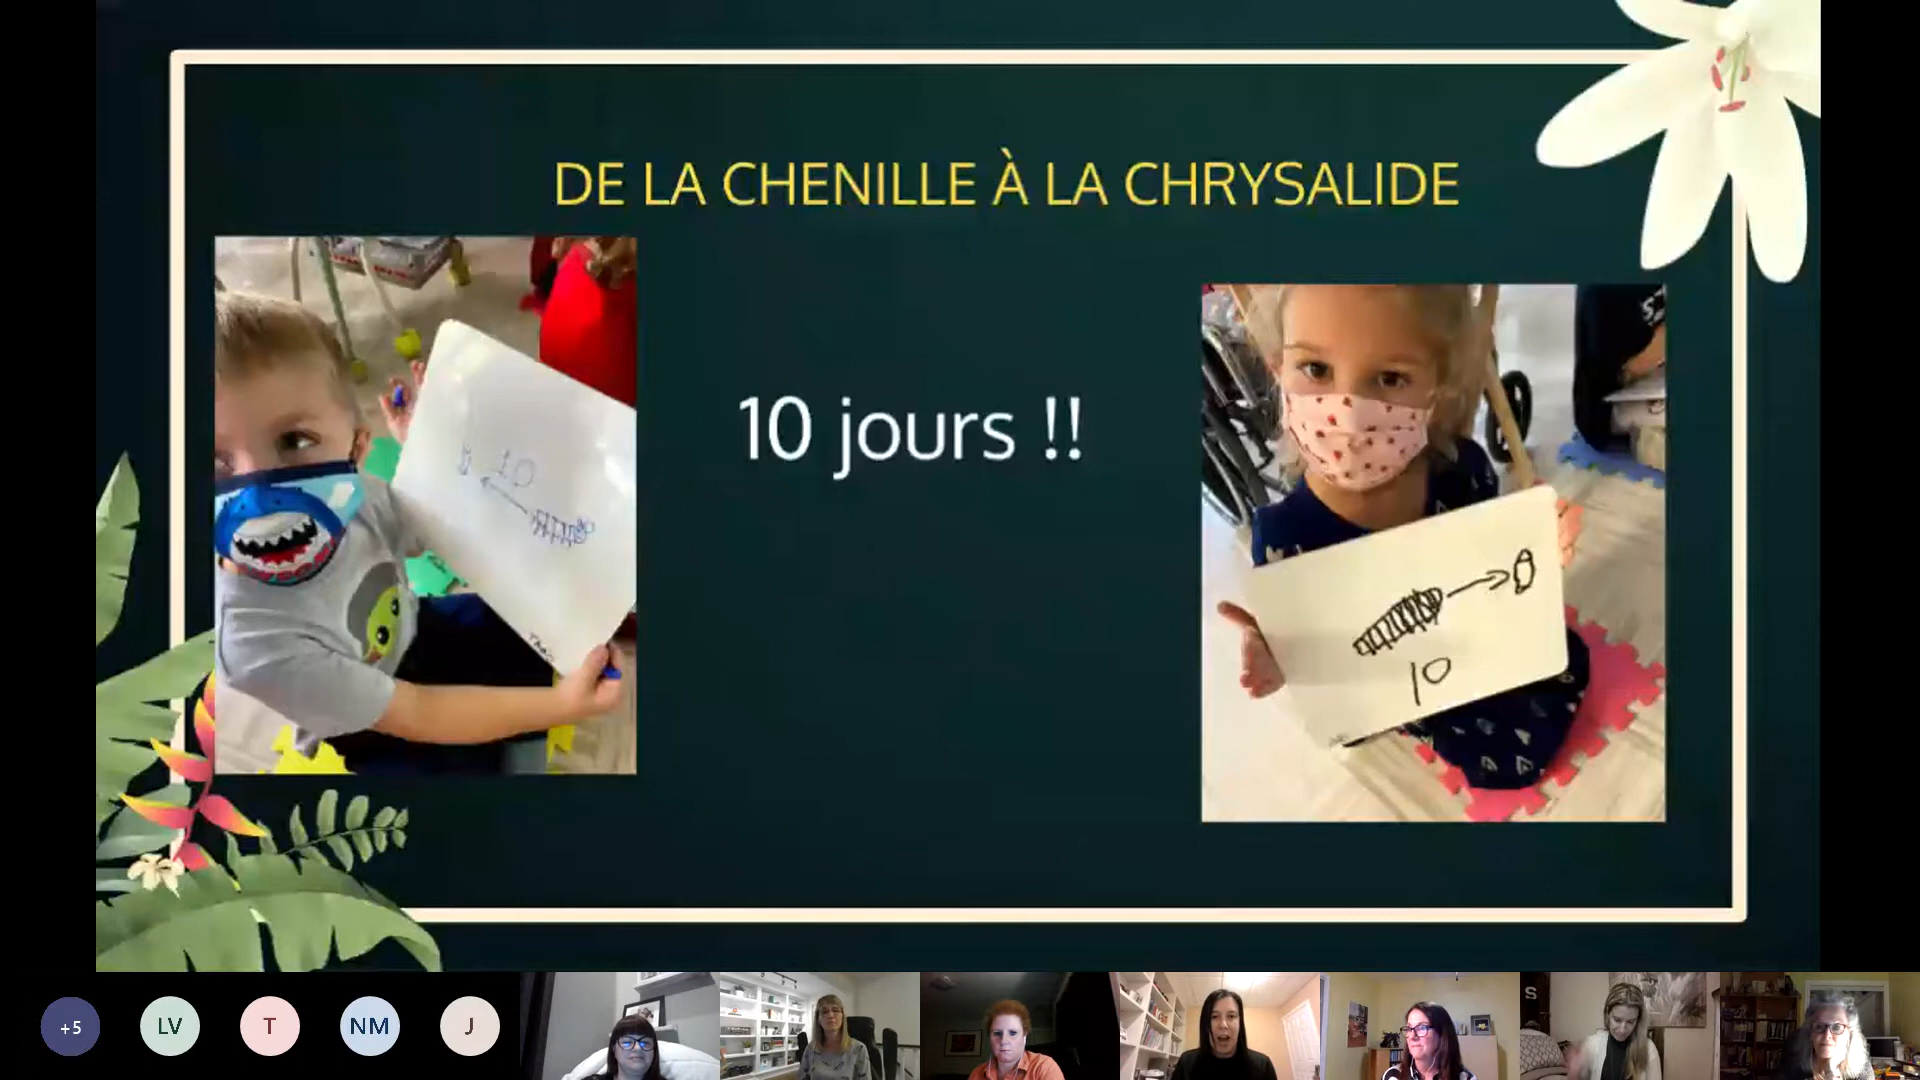 DE LA CHENILLE À LA CHRYSALIDE
10 jours !!
10
10
+5
LV
T
NM
J
S